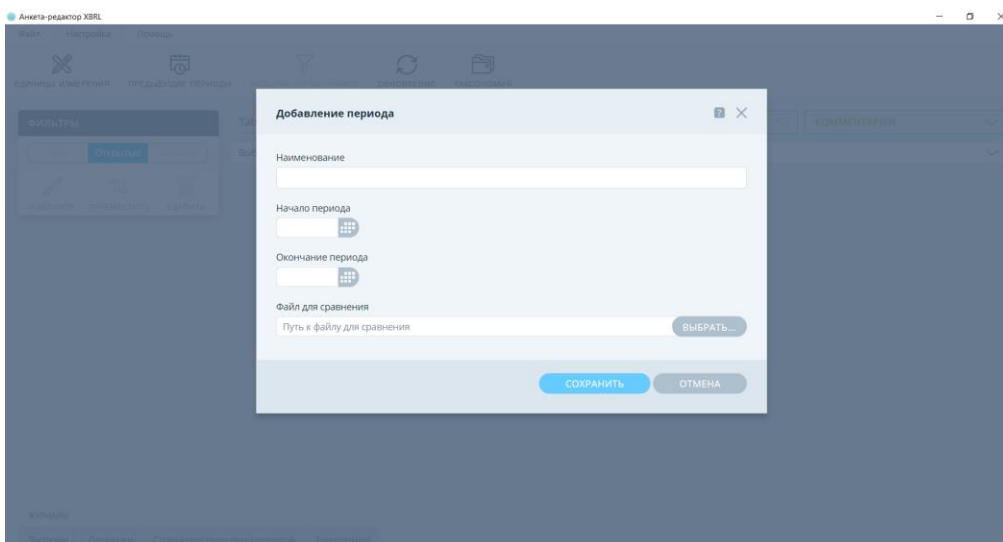 Анкета-редактор XBRL
Файл Настройка Помощь
ЕДИНИЦЫ ИЗМЕРЕНИЯ ПРЕДЫДУЩИЕ ПЕРИОДЫ ОБНОВЛЕНИЕ ТАКСОНОМИЯ
ФИЛЬТРЫ
КОММЕНТАРИИ
Открытые
Добавление периода
Наименование
Начало периода
Окончание периода
Файл для сравнения
Путь к файлу для сравнения
ВЫБРАТЬ...
СОХРАНИТЬ ОТМЕНА
ЖУРНАЛЫ